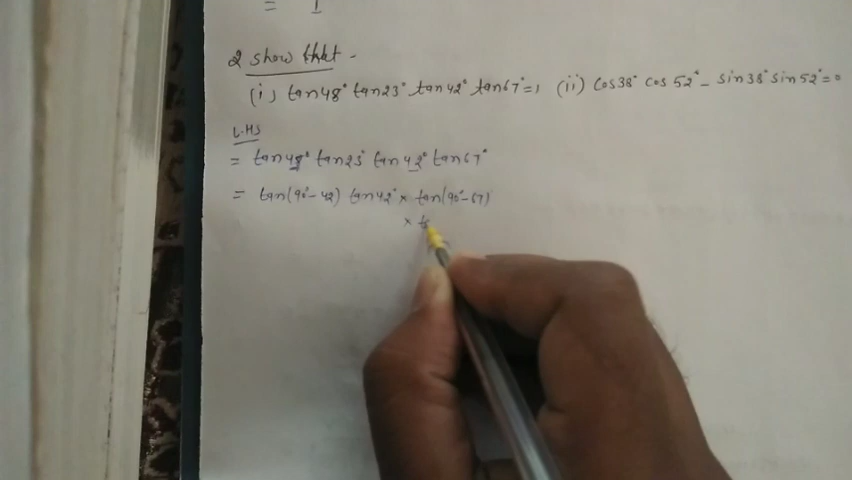 = 1
2 show that -
(i) tan48° tan23° tan42° tan67°=1 (ii) cos38° cos52° - sin38° sin52°=0
L.HS
= tan48° tan23° tan42° tan67°
= tan(90°-42) tan42° × tan(90°-67)
×